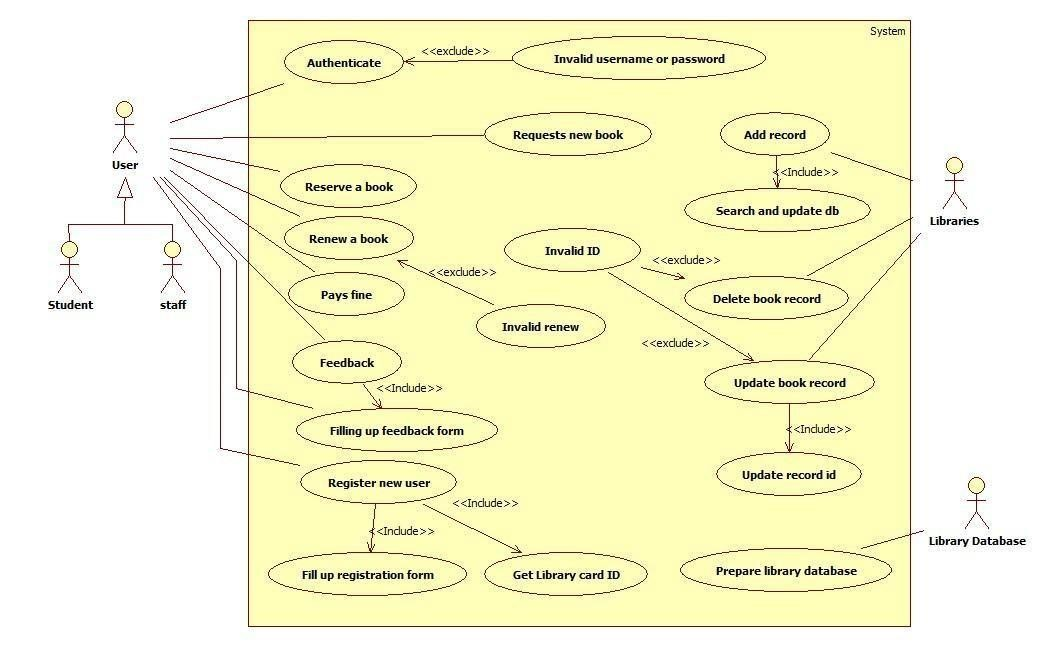 System
<<exclude>>
Authenticate
Invalid username or password
User
Requests new book
Add record
<<Include>>
Reserve a book
Search and update db
Libraries
Renew a book
Invalid ID
<<exclude>>
<<exclude>>
Student
staff
Pays fine
Delete book record
Invalid renew
<<exclude>>
Feedback
Update book record
<<Include>>
Filling up feedback form
<<Include>>
Register new user
Update record id
<<Include>>
<<Include>>
Library Database
Fill up registration form
Get Library card ID
Prepare library database